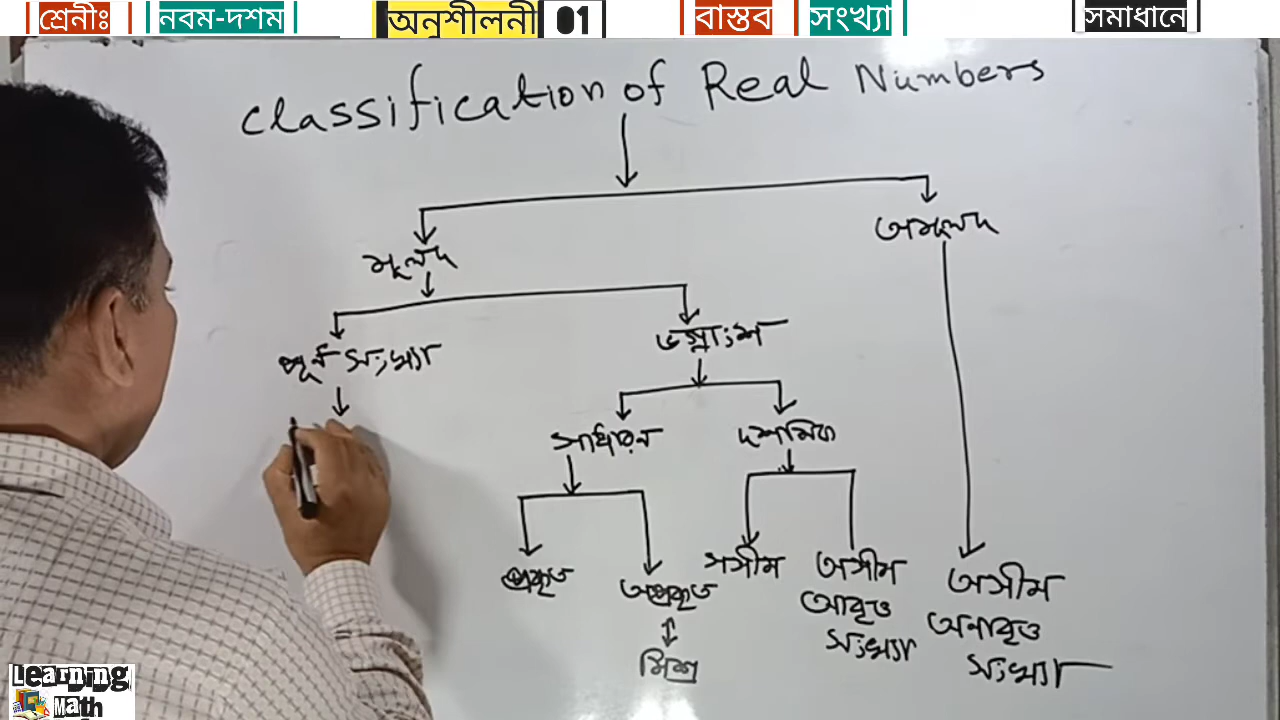 শ্রেনীঃ নবম-দশম অনুশীলনী 01 বাস্তব সংখ্যা সমাধানে
Classification of Real Numbers
মূলদ অমূলদ
পূর্ন সংখ্যা ভগ্নাংশ
সাধারন দশমিক
প্রকৃত অপ্রকৃত সসীম অসীম আবৃত্ত সংখ্যা অসীম অনাবৃত্ত সংখ্যা
মিশ্র
Learning
Math